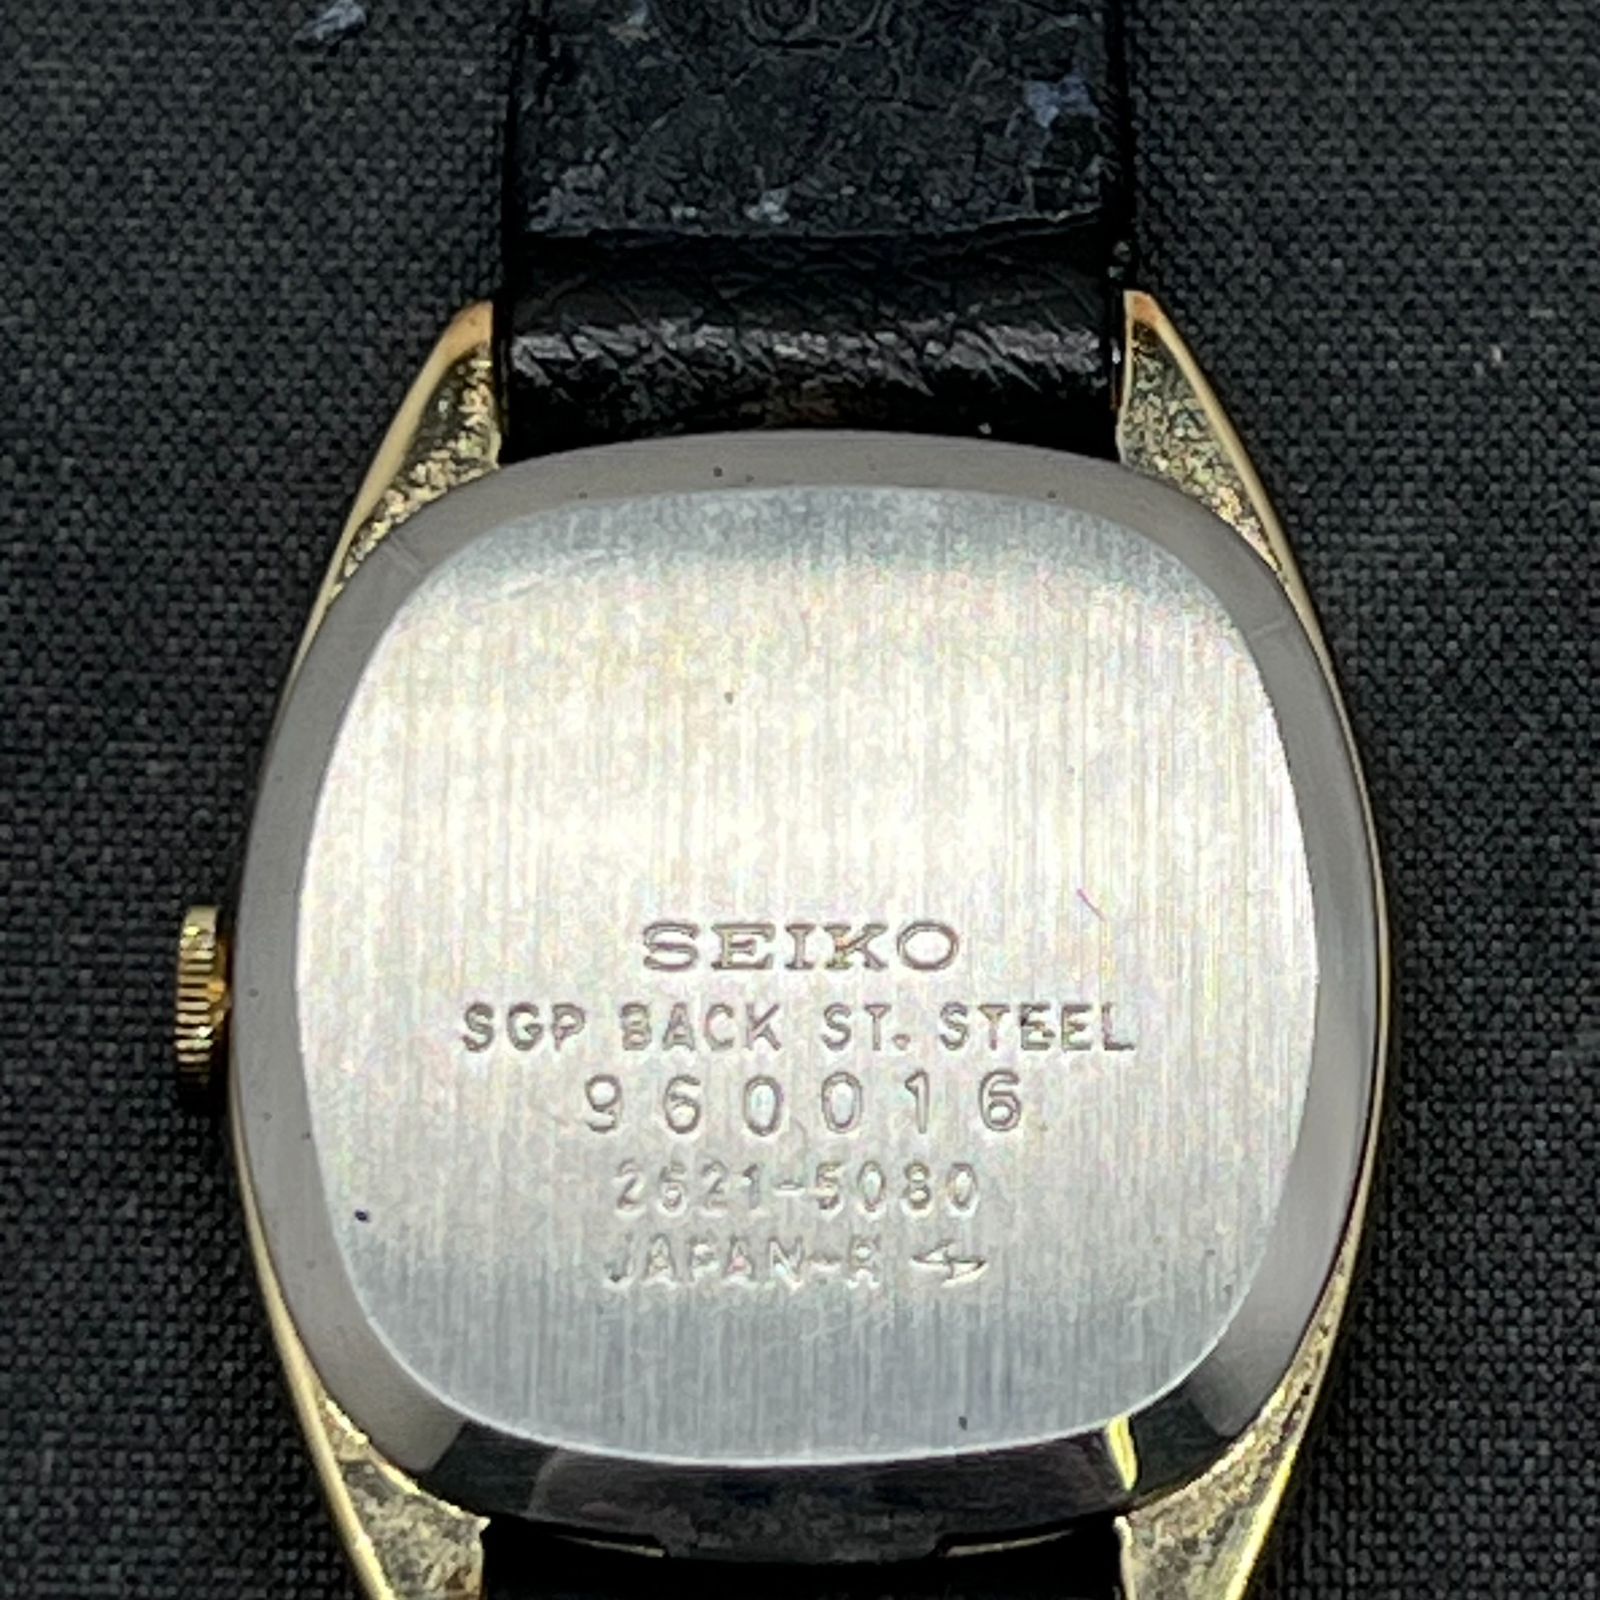 SEIKO
SGP BACK ST. STEEL
960016
2621-5080
JAPAN-R